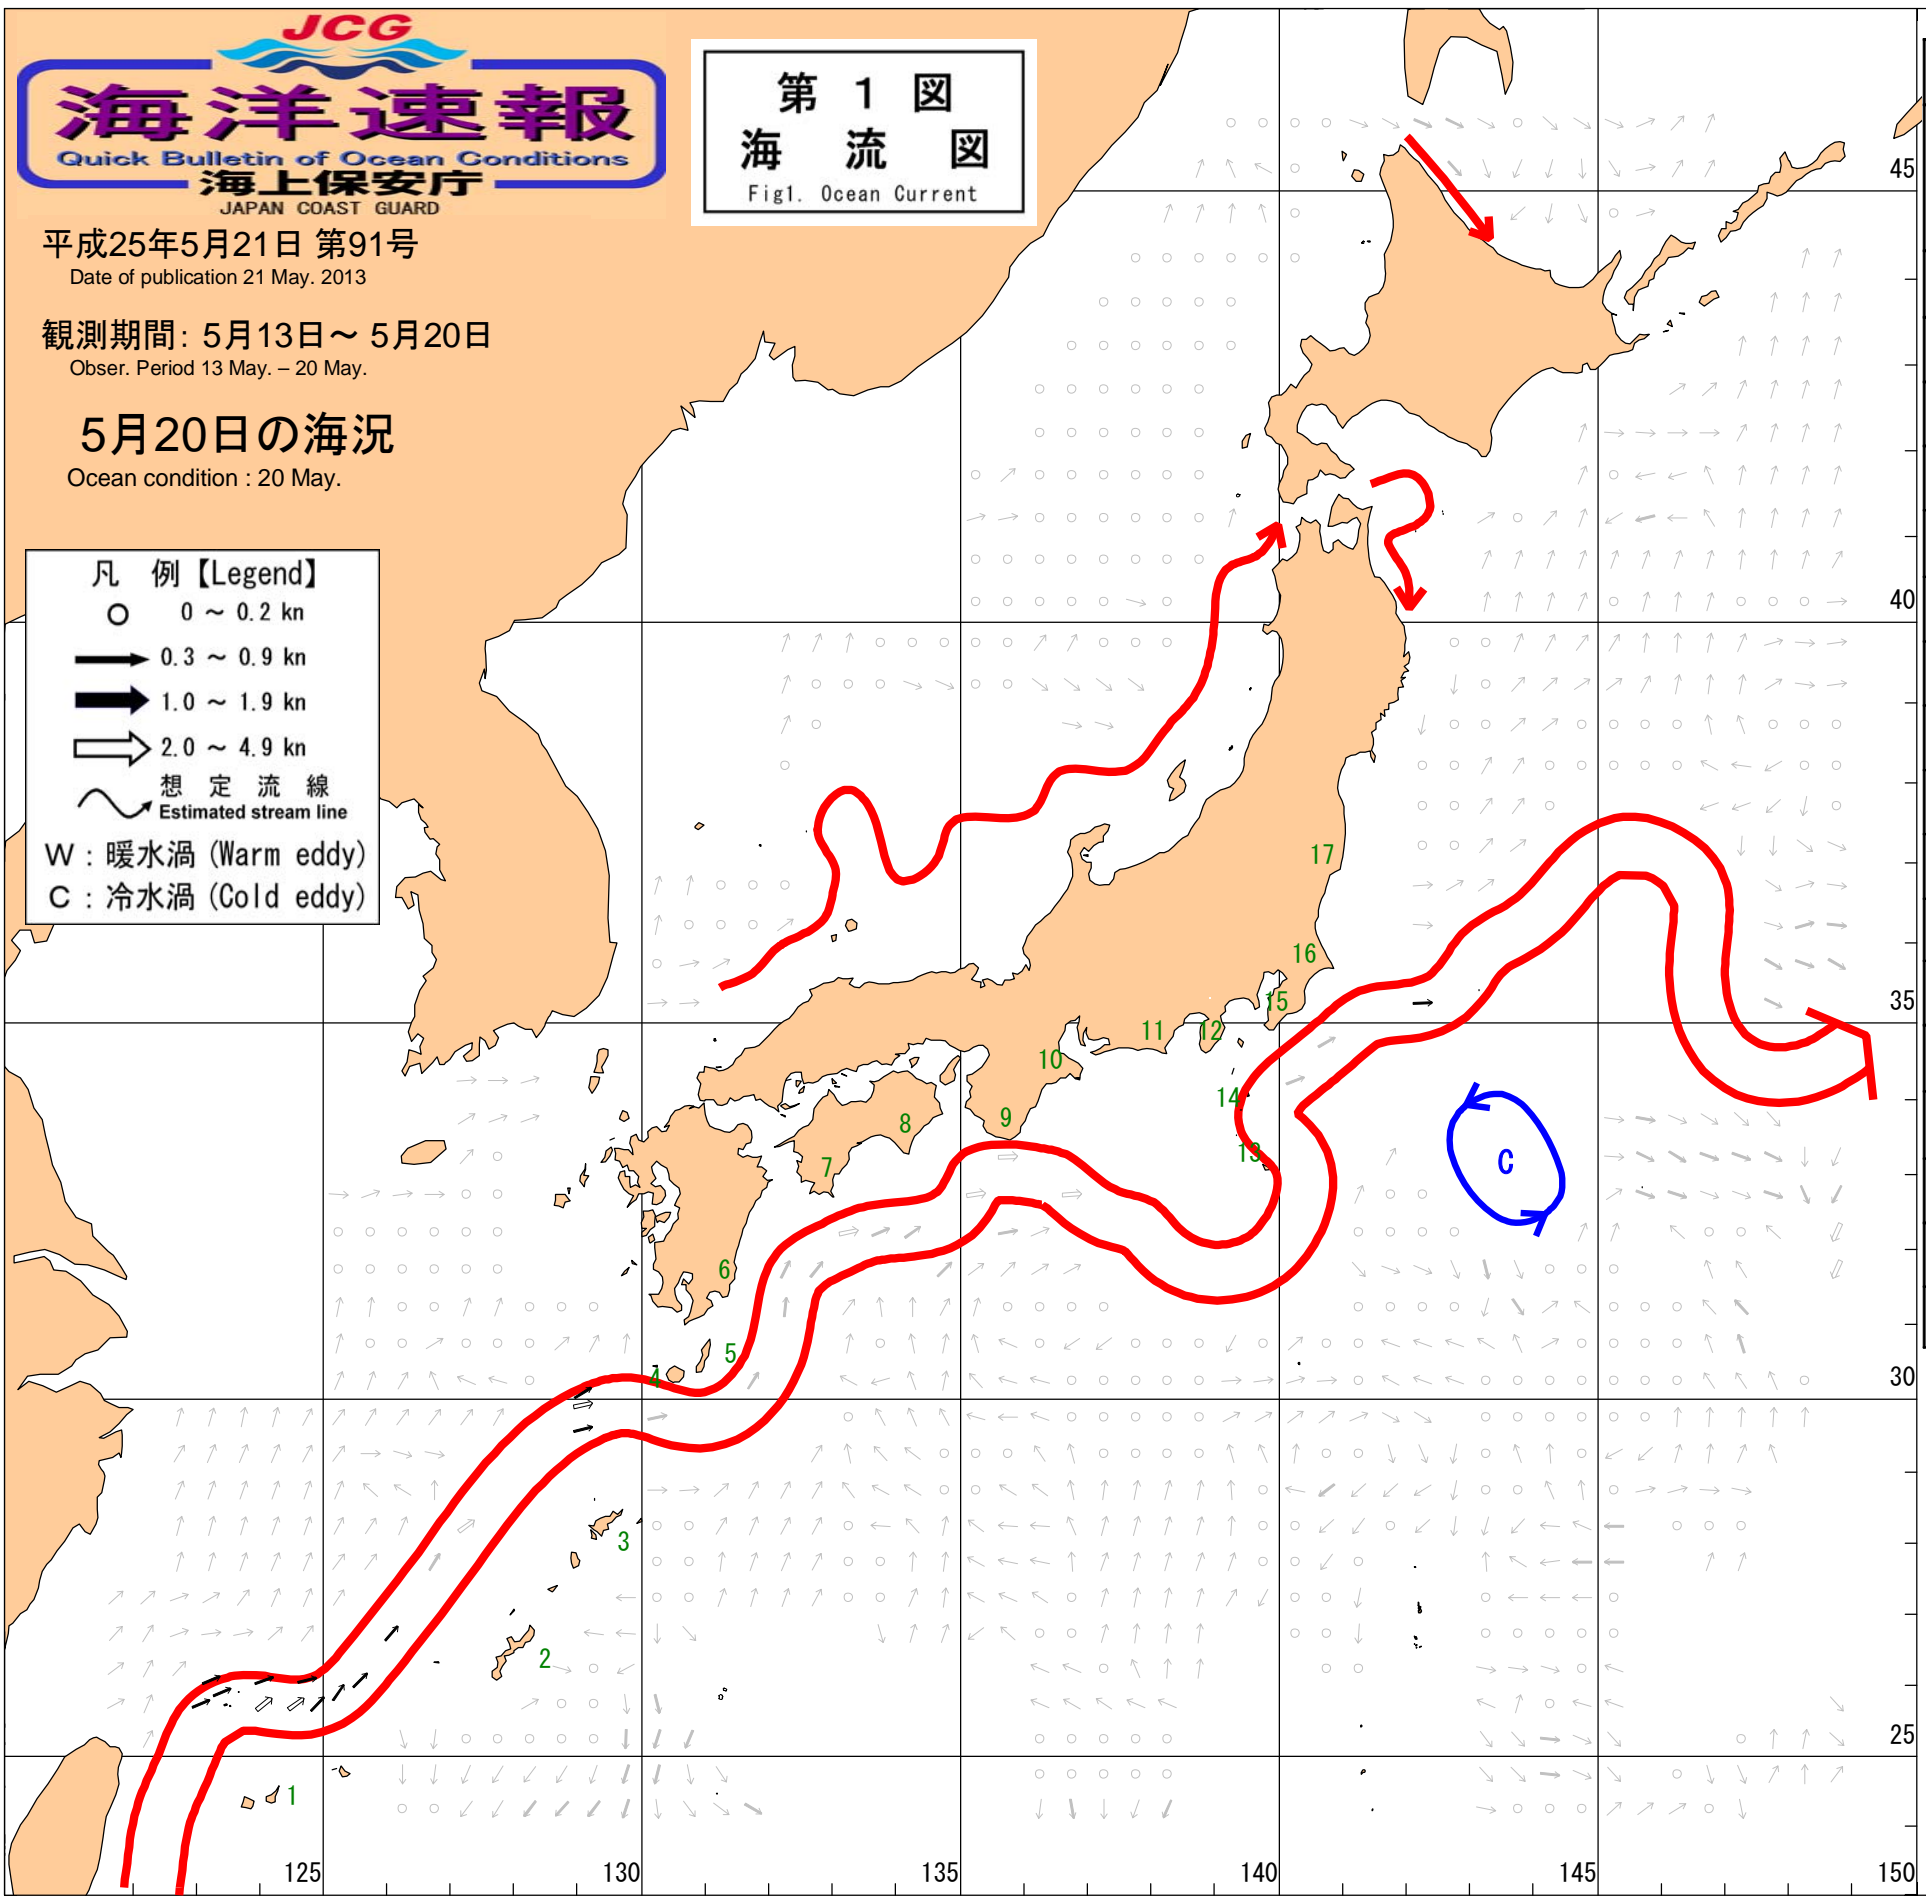 JCG
海洋速報
Quick Bulletin of Ocean Conditions
海上保安庁
JAPAN COAST GUARD
第 1 図
海 流 図
Fig1. Ocean Current
平成25年5月21日 第91号
Date of publication 21 May. 2013
観測期間: 5月13日～ 5月20日
Obser. Period 13 May. – 20 May.
5月20日の海況
Ocean condition : 20 May.
凡 例【Legend】
0 ～ 0.2 kn
0.3 ～ 0.9 kn
1.0 ～ 1.9 kn
2.0 ～ 4.9 kn
想 定 流 線
Estimated stream line
W : 暖水渦 (Warm eddy)
C : 冷水渦 (Cold eddy)
45
40
17
16
35
15
12
11
10
14
9
8
13
7
C
6
5
4
30
3
2
25
1
125
130
135
140
145
150